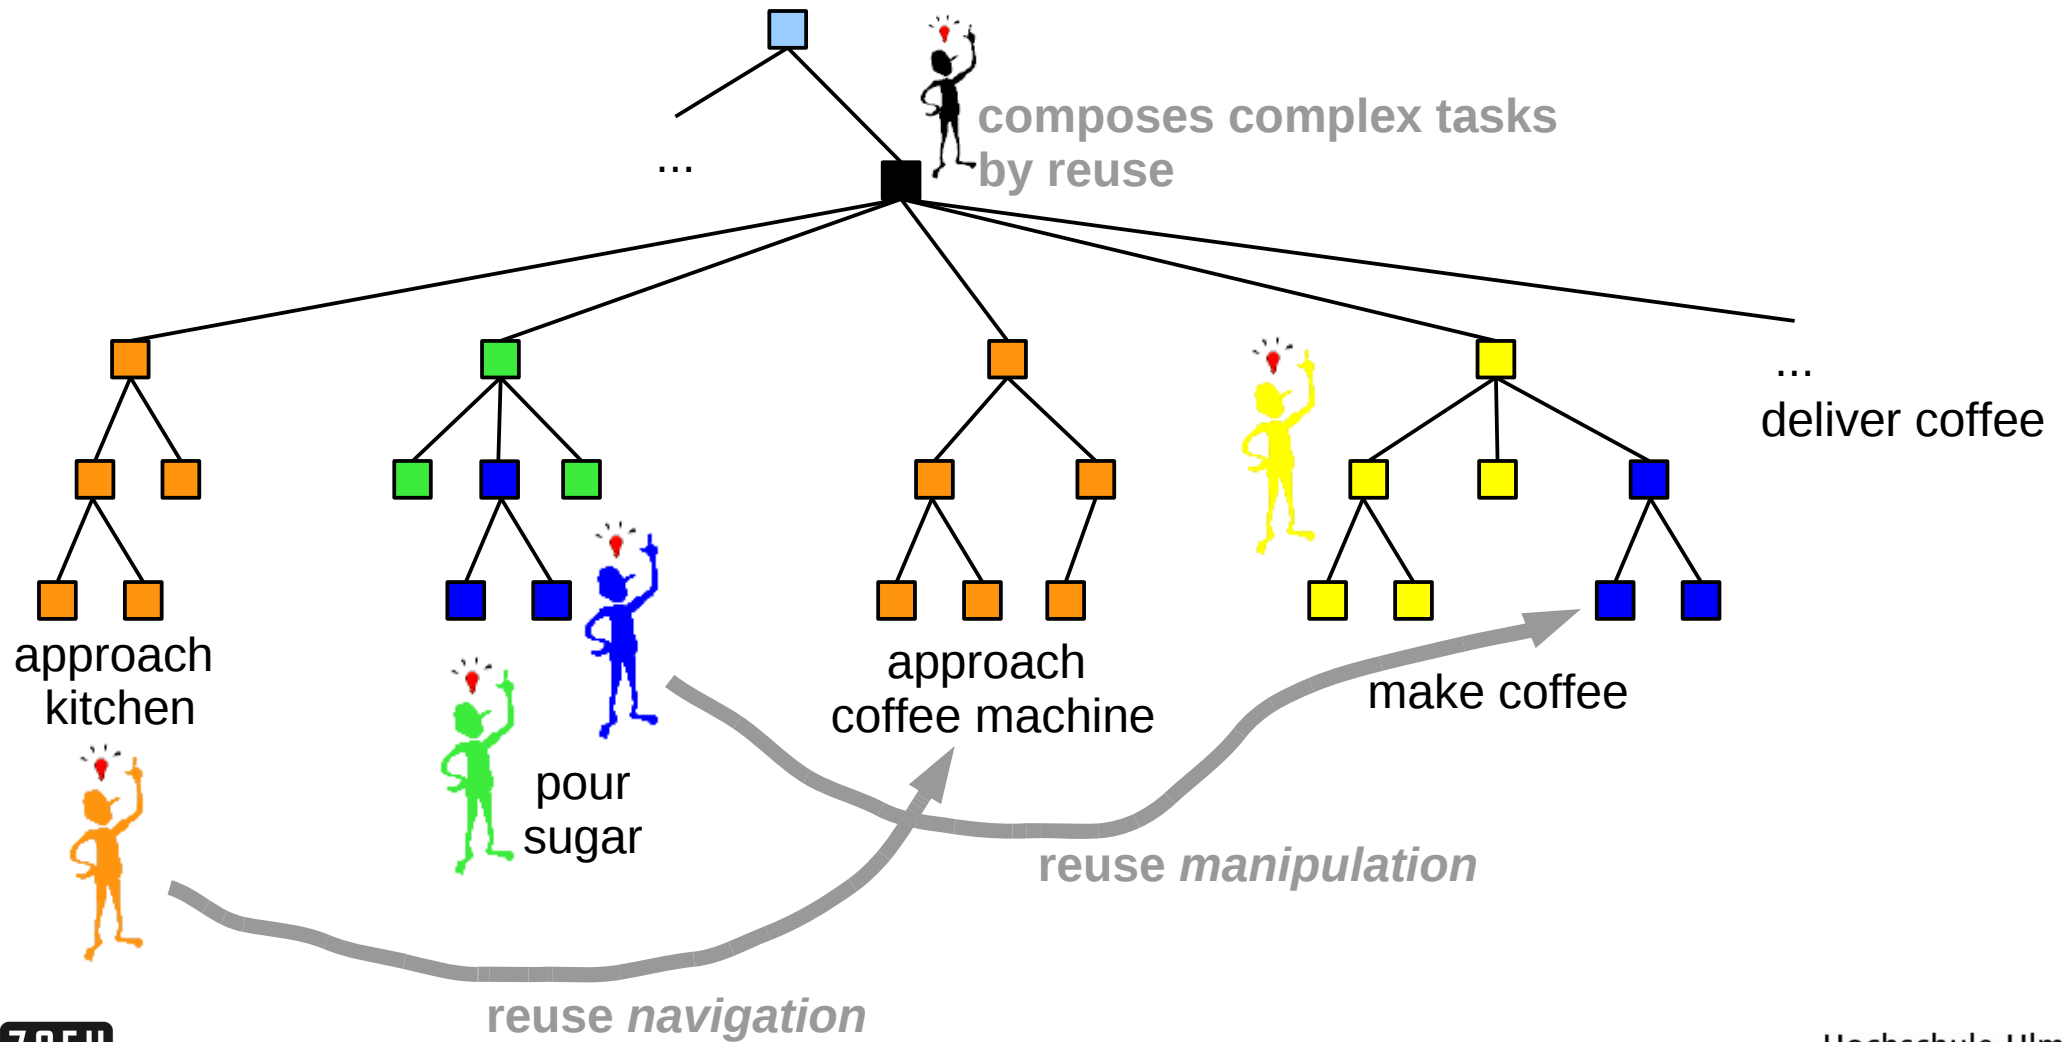 composes complex tasks
by reuse
...
...
deliver coffee
approach
kitchen
pour
sugar
approach
coffee machine
make coffee
reuse manipulation
reuse navigation